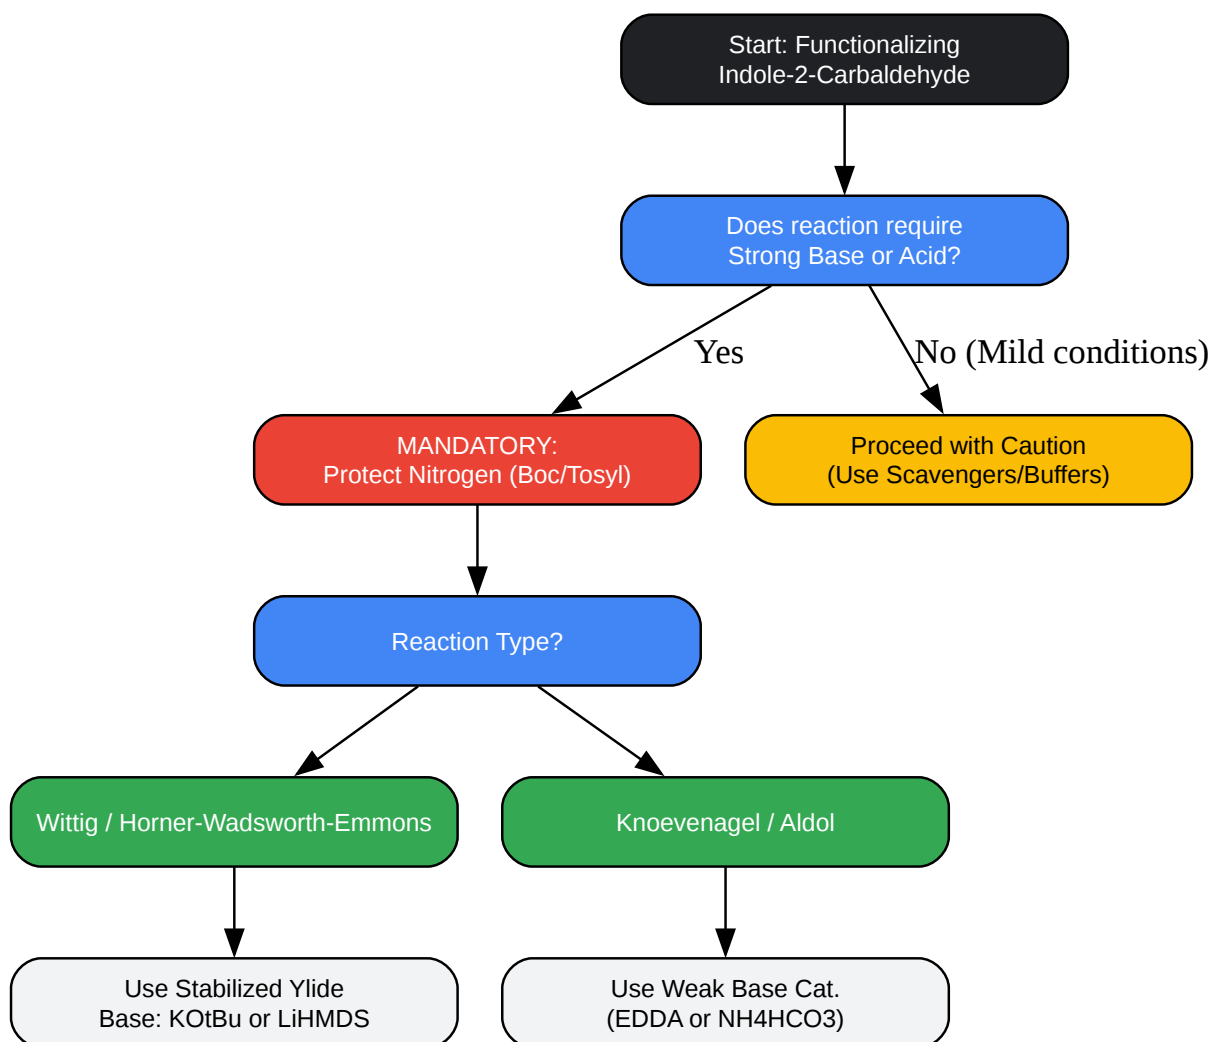 Start: Functionalizing
Indole-2-Carbaldehyde
Does reaction require
Strong Base or Acid?
Yes
No (Mild conditions)
MANDATORY:
Protect Nitrogen (Boc/Tosyl)
Proceed with Caution
(Use Scavengers/Buffers)
Reaction Type?
Wittig / Horner-Wadsworth-Emmons
Knoevenagel / Aldol
Use Stabilized Ylide
Base: KOtBu or LiHMDS
Use Weak Base Cat.
(EDDA or NH4HCO3)